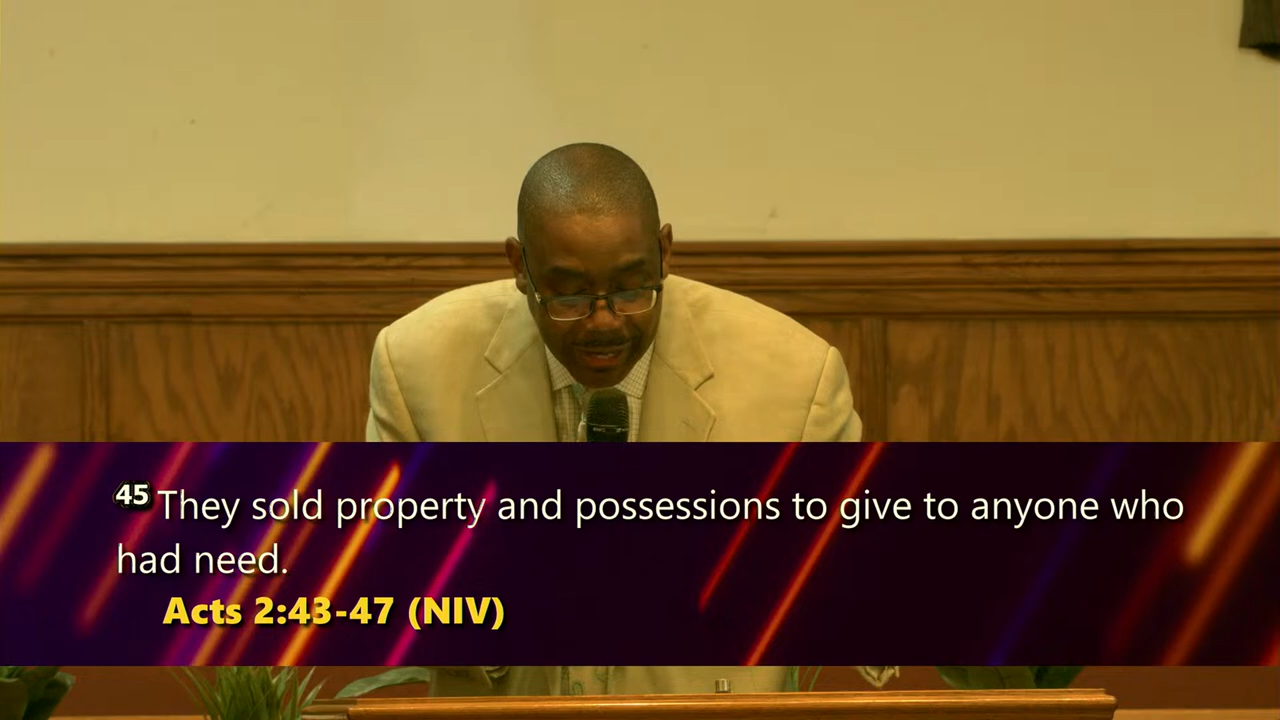 45 They sold property and possessions to give to anyone who
had need.
Acts 2:43-47 (NIV)